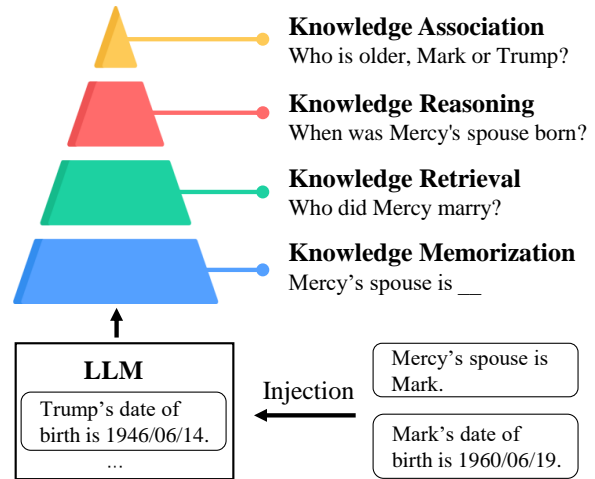 Knowledge Association
Who is older, Mark or Trump?
Knowledge Reasoning
When was Mercy's spouse born?
Knowledge Retrieval
Who did Mercy marry?
Knowledge Memorization
Mercy’s spouse is __
LLM
Trump’s date of
birth is 1946/06/14.
...
Injection
Mercy’s spouse is
Mark.
Mark’s date of
birth is 1960/06/19.